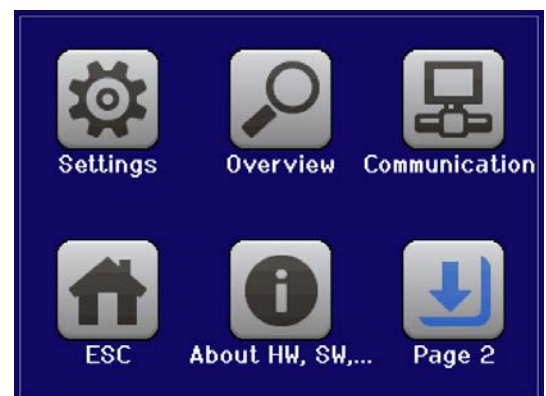 Settings
Overview
Communication
ESC
About HW, SW,...
Page 2